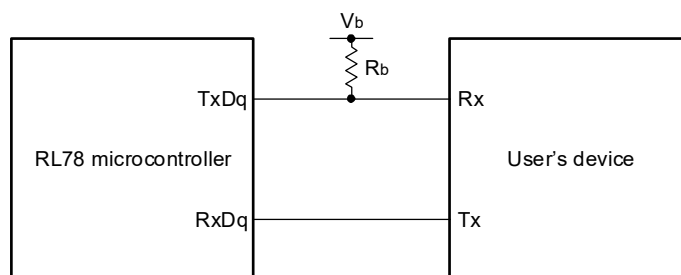 Vb
Rb
TxDq
Rx
RL78 microcontroller
User’s device
RxDq
Tx